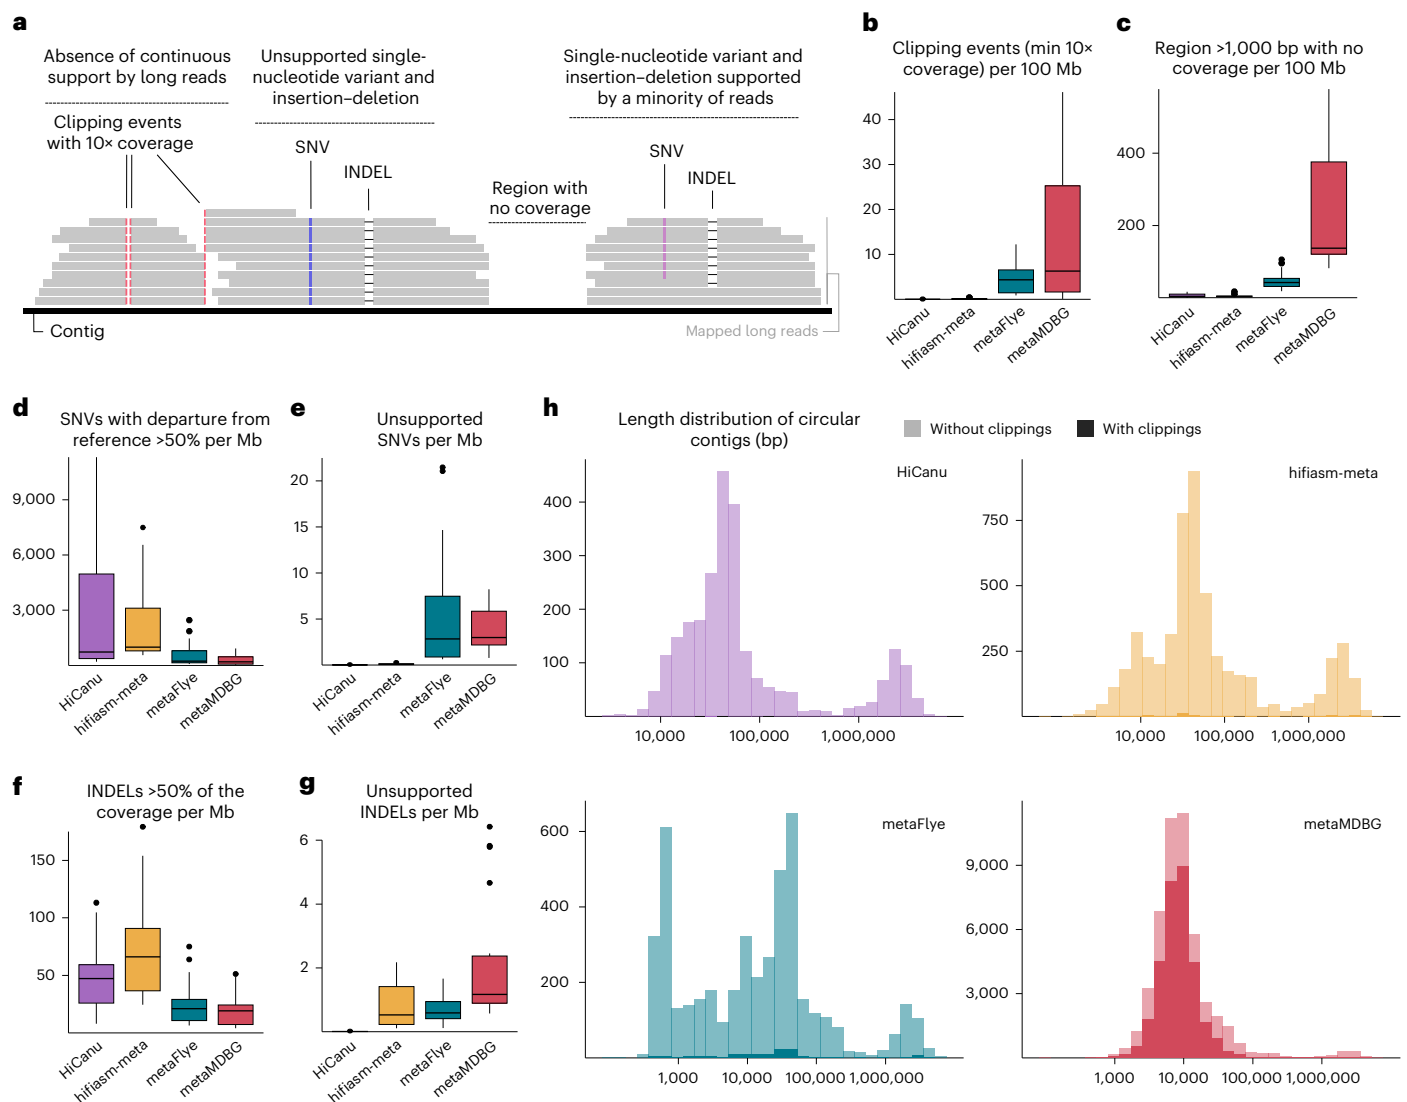 a
Absence of continuous
support by long reads
Clipping events
with 10× coverage
Unsupported single-
nucleotide variant and
insertion–deletion
SNV
INDEL
Region with
no coverage
Single-nucleotide variant and
insertion–deletion supported
by a minority of reads
SNV
INDEL
Contig
Mapped long reads
b
Clipping events (min 10×
coverage) per 100 Mb
40
30
20
10
HiCanu
hifiasm-meta
metaFlye
metaMDBG
c
Region >1,000 bp with no
coverage per 100 Mb
400
200
HiCanu
hifiasm-meta
metaFlye
metaMDBG
d
SNVs with departure from
reference >50% per Mb
9,000
6,000
3,000
HiCanu
hifiasm-meta
metaFlye
metaMDBG
e
Unsupported
SNVs per Mb
20
15
10
5
HiCanu
hifiasm-meta
metaFlye
metaMDBG
f
INDELs >50% of the
coverage per Mb
150
100
50
HiCanu
hifiasm-meta
metaFlye
metaMDBG
g
Unsupported
INDELs per Mb
6
4
2
HiCanu
hifiasm-meta
metaFlye
metaMDBG
h
Length distribution of circular
contigs (bp)
Without clippings
With clippings
HiCanu
400
300
200
100
10,000
100,000
1,000,000
hifiasm-meta
750
500
250
10,000
100,000
1,000,000
metaFlye
600
400
200
1,000
10,000
100,000
1,000,000
metaMDBG
9,000
6,000
3,000
1,000
10,000
100,000
1,000,000